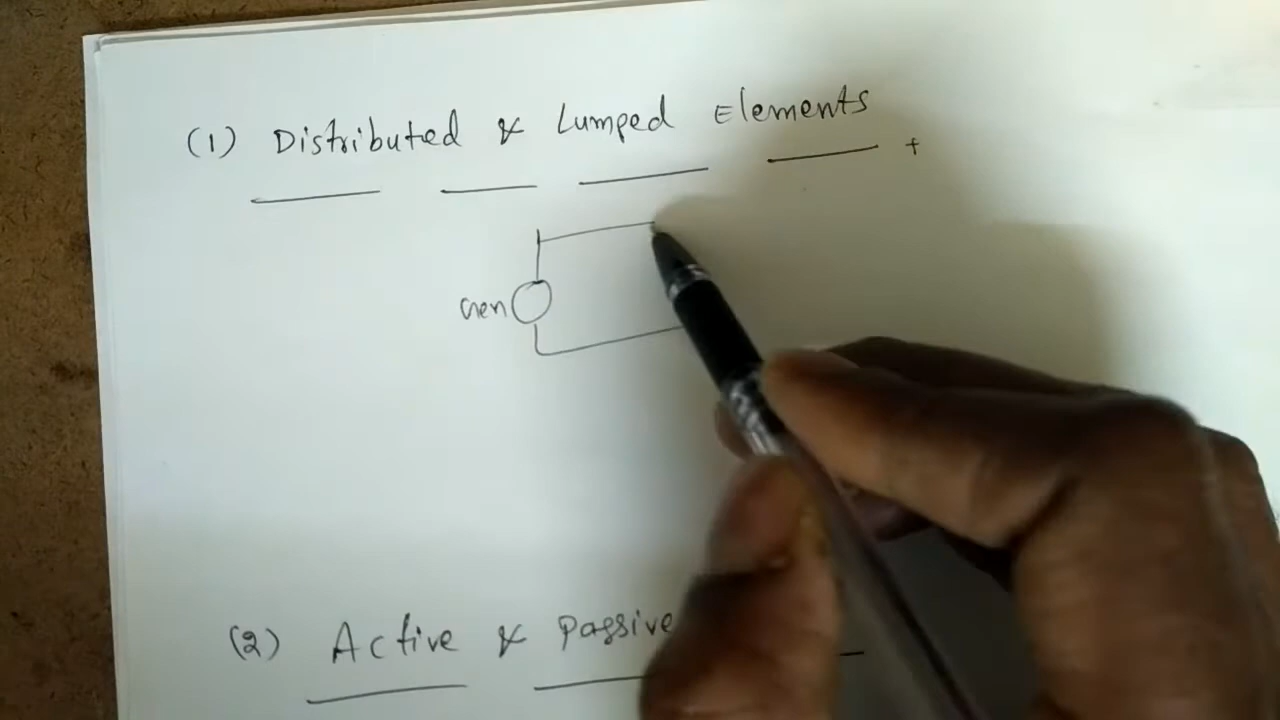 (1) Distributed & Lumped Elements +
Gen
(2) Active & Passive